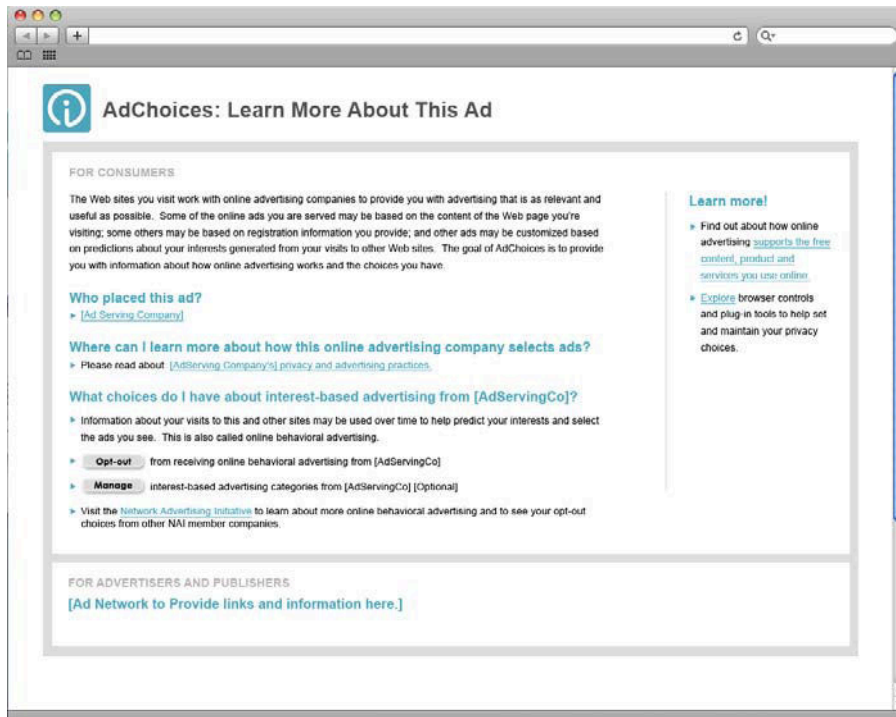 AdChoices: Learn More About This Ad
FOR CONSUMERS
The Web sites you visit work with online advertising companies to provide you with advertising that is as relevant and
useful as possible. Some of the online ads you are served may be based on the content of the Web page you're
visiting; some others may be based on registration information you provide; and other ads may be customized based
on predictions about your interests generated from your visits to other Web sites. The goal of AdChoices is to provide
you with information about how online advertising works and the choices you have.
Who placed this ad?
[Ad Serving Company]
Where can I learn more about how this online advertising company selects ads?
Please read about [AdServing Company's] privacy and advertising practices.
What choices do I have about interest-based advertising from [AdServingCo]?
Information about your visits to this and other sites may be used over time to help predict your interests and select
the ads you see. This is also called online behavioral advertising.
Opt-out from receiving online behavioral advertising from [AdServingCo]
Manage interest-based advertising categories from [AdServingCo] [Optional]
Visit the Network Advertising Initiative to learn about more online behavioral advertising and to see your opt-out
choices from other NAI member companies.
Learn more!
Find out about how online
advertising supports the free
content, product and
services you use online.
Explore browser controls
and plug-in tools to help set
and maintain your privacy
choices.
FOR ADVERTISERS AND PUBLISHERS
[Ad Network to Provide links and information here.]